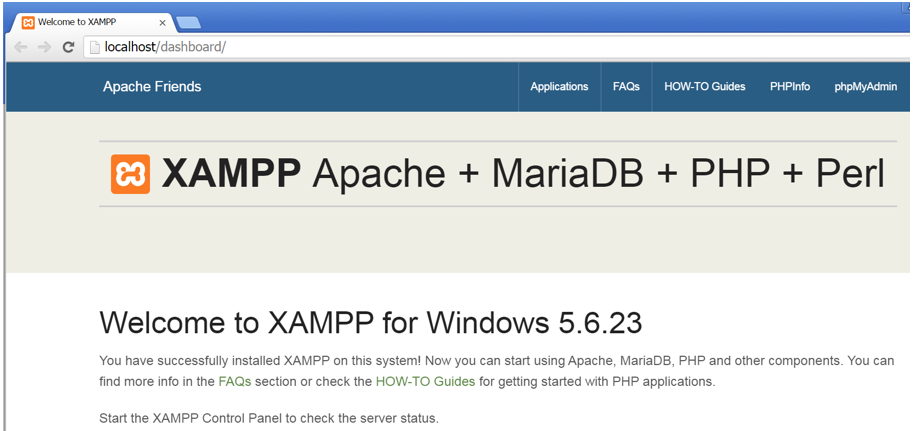 Welcome to XAMPP
localhost/dashboard/
Apache Friends
Applications
FAQs
HOW-TO Guides
PHPInfo
phpMyAdmin
XAMPP Apache + MariaDB + PHP + Perl
Welcome to XAMPP for Windows 5.6.23
You have successfully installed XAMPP on this system! Now you can start using Apache, MariaDB, PHP and other components. You can
find more info in the FAQs section or check the HOW-TO Guides for getting started with PHP applications.
Start the XAMPP Control Panel to check the server status.